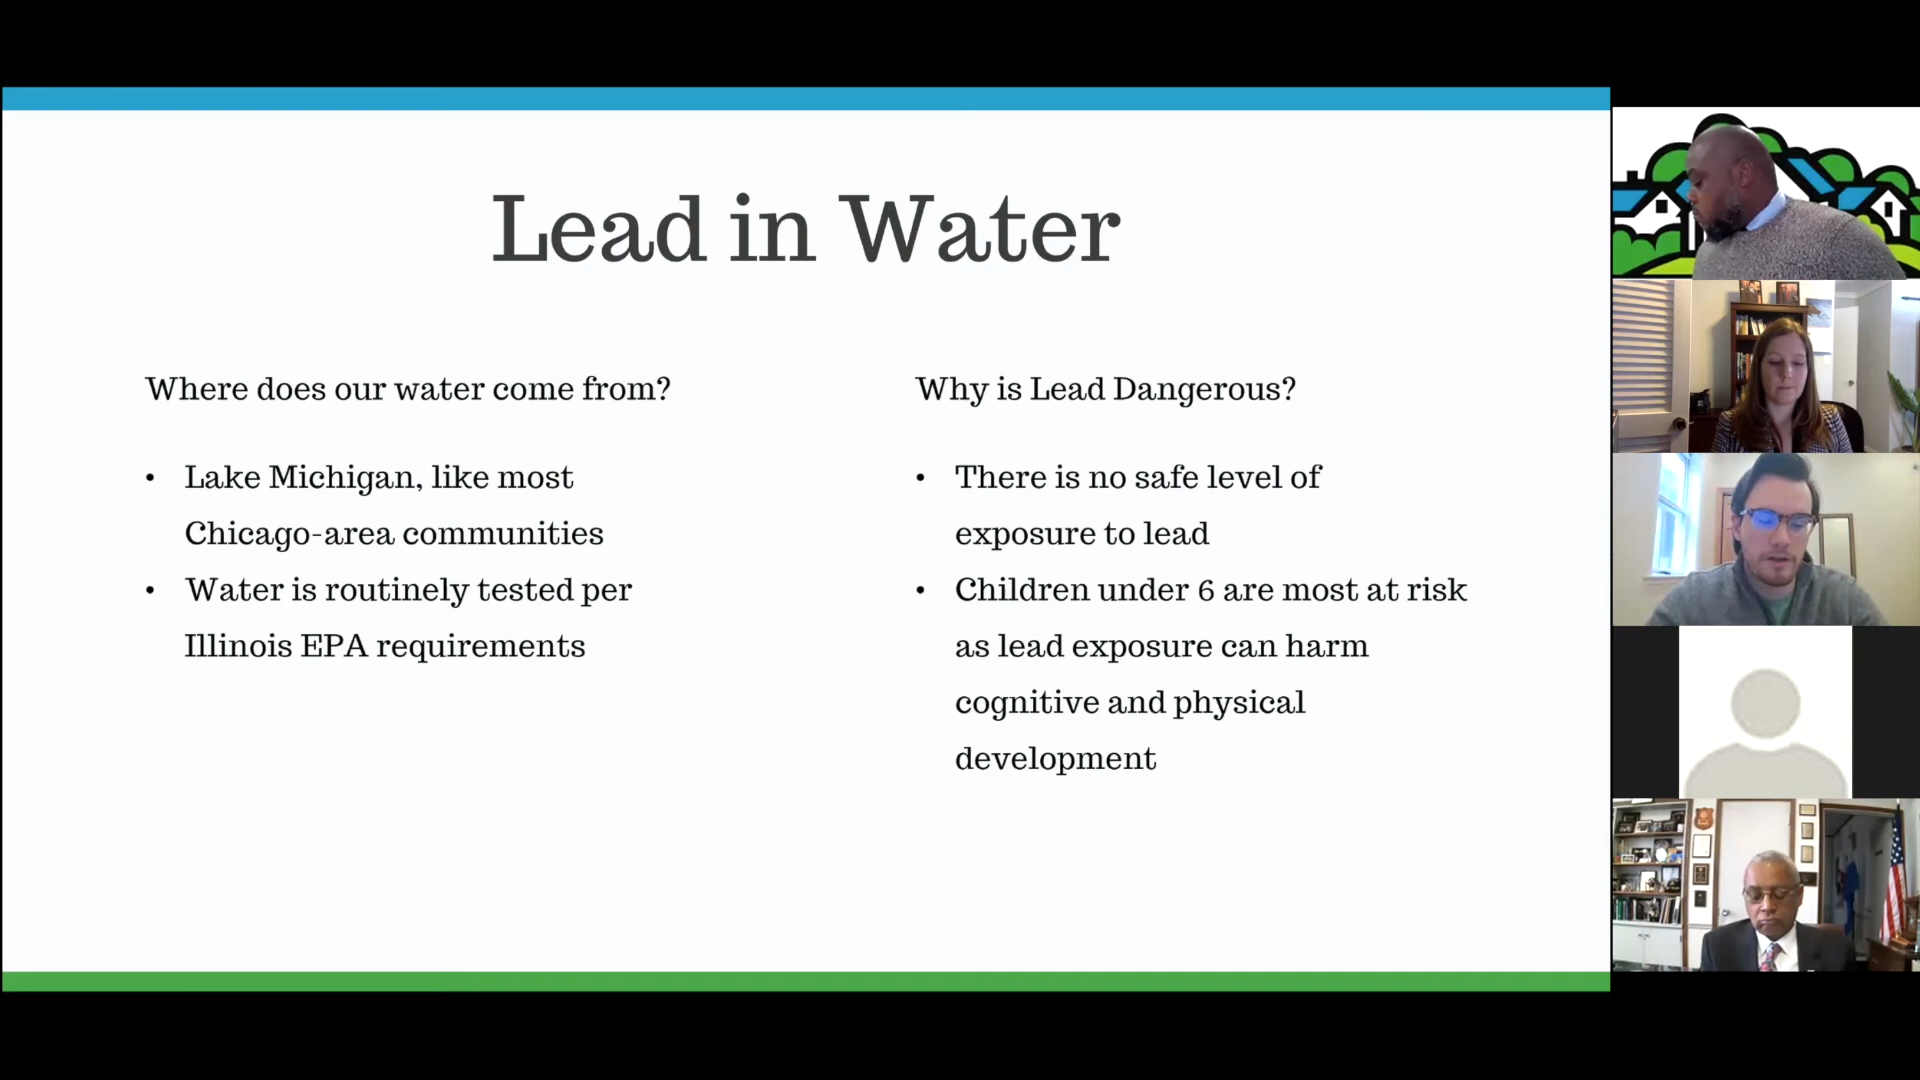 Lead in Water
Where does our water come from?
• Lake Michigan, like most
Chicago-area communities
• Water is routinely tested per
Illinois EPA requirements
Why is Lead Dangerous?
• There is no safe level of
exposure to lead
• Children under 6 are most at risk
as lead exposure can harm
cognitive and physical
development